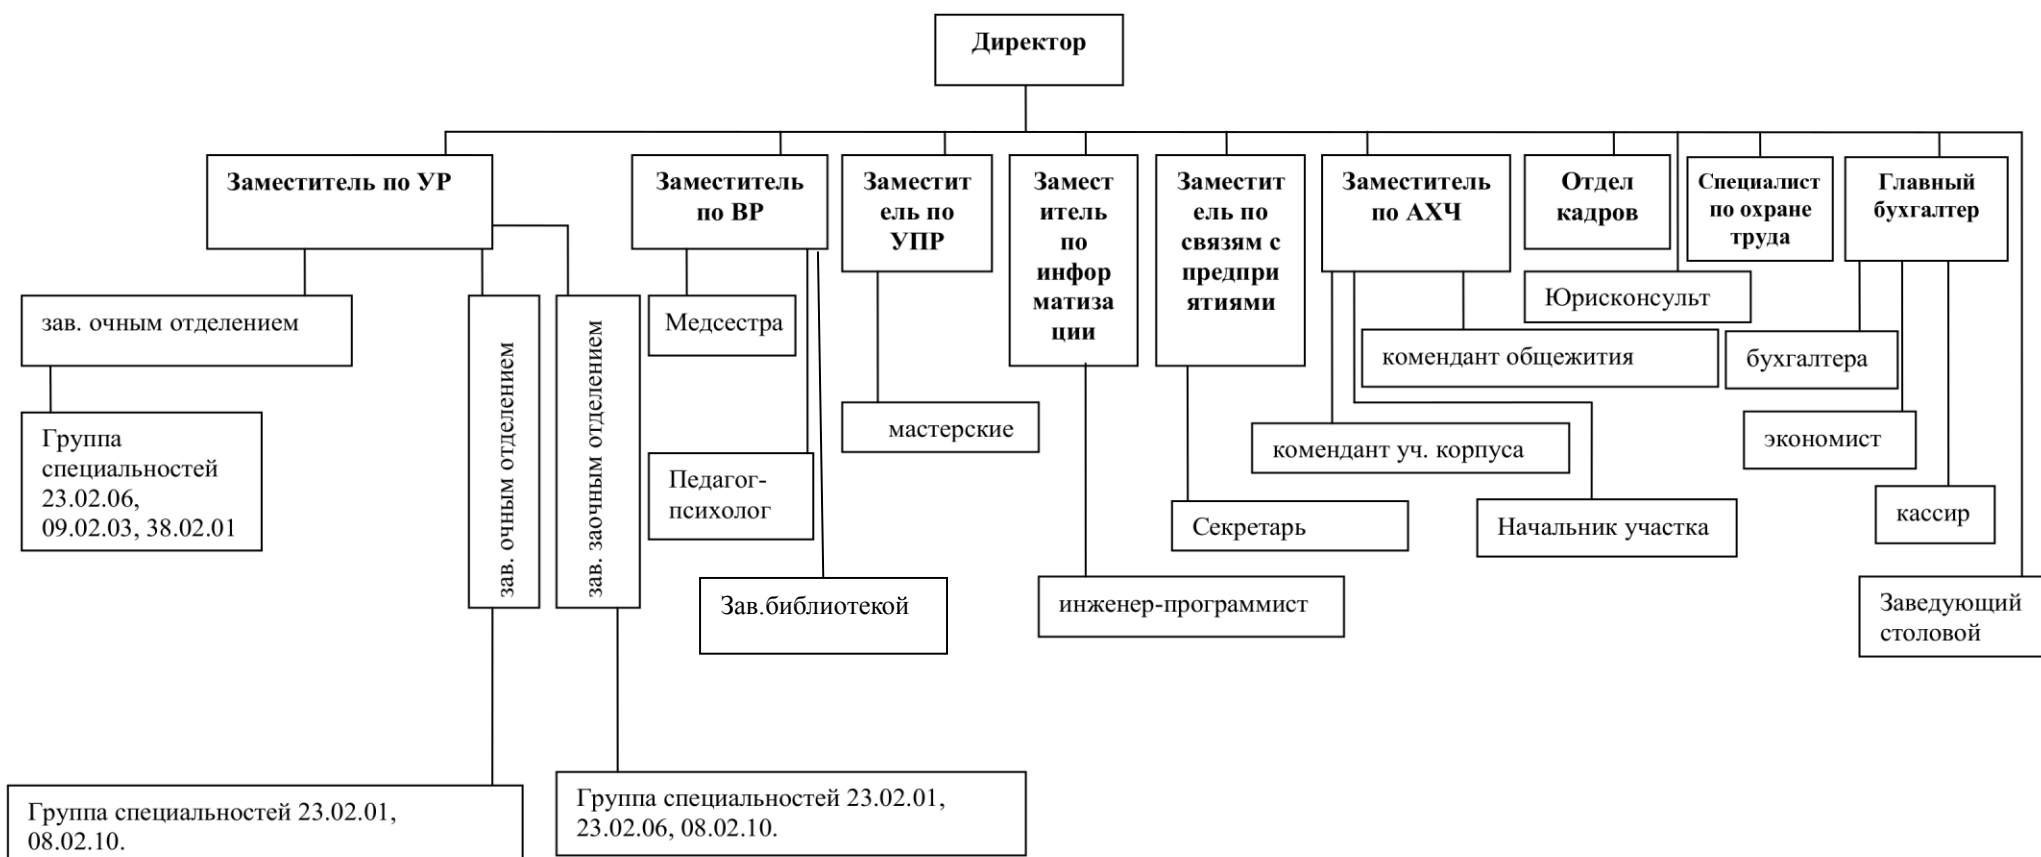 Директор
Заместитель по УР
Заместитель
по ВР
Заместит
ель по
УПР
Замест
итель
по
инфор
матиза
ции
Заместит
ель по
связям с
предпри
ятиями
Заместитель
по АХЧ
Отдел
кадров
Специалист
по охране
труда
Главный
бухгалтер
Юрисконсульт
зав. очным отделением
зав. очным отделением
зав. заочным отделением
Медсестра
комендант общежития
бухгалтера
Группа
специальностей
23.02.06,
09.02.03, 38.02.01
мастерские
комендант уч. корпуса
экономист
Педагог-
психолог
Секретарь
Начальник участка
кассир
Зав.библиотекой
инженер-программист
Заведующий
столовой
Группа специальностей 23.02.01,
08.02.10.
Группа специальностей 23.02.01,
23.02.06, 08.02.10.